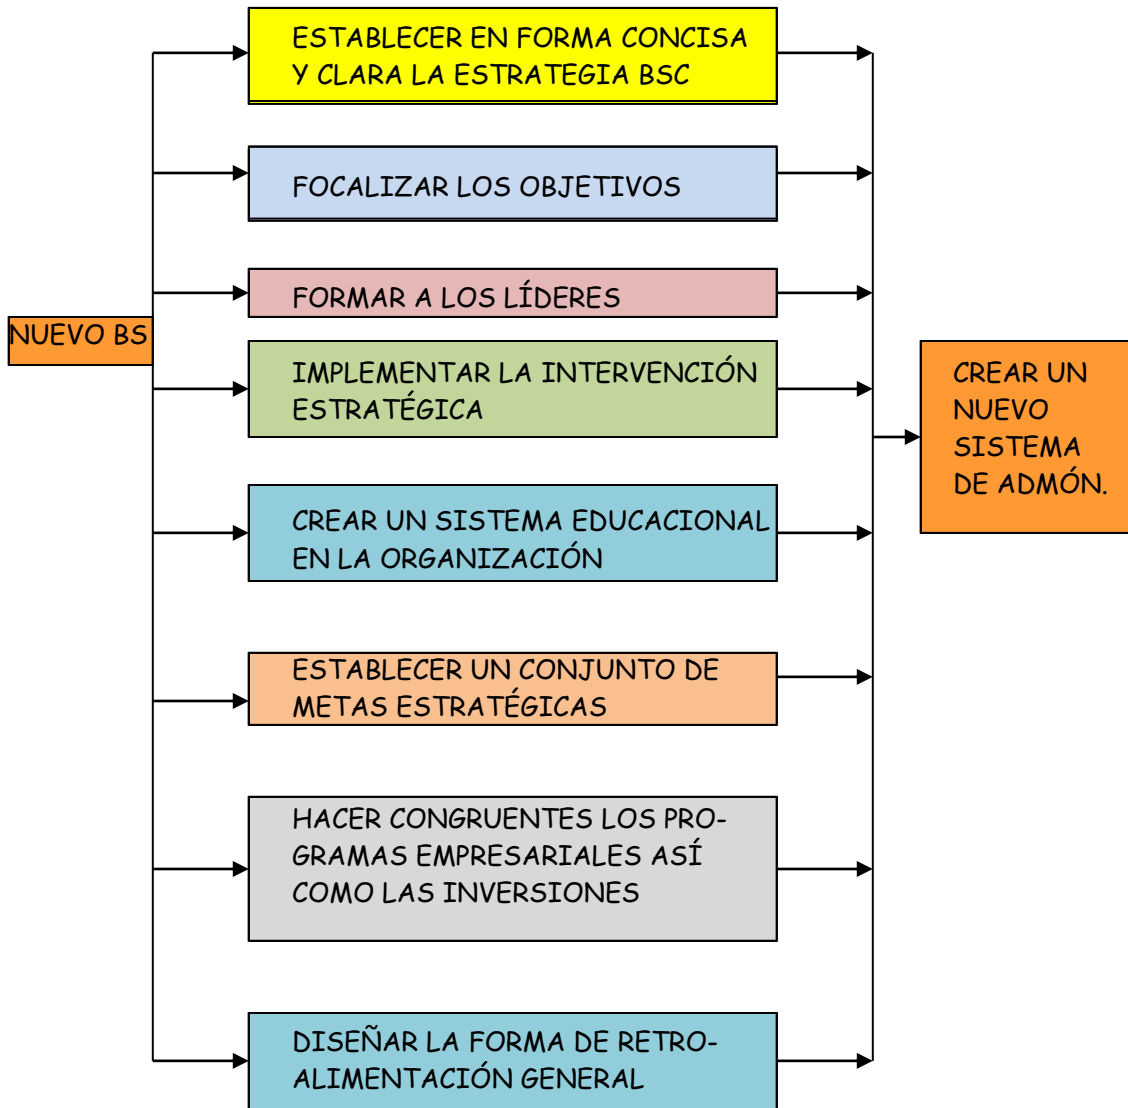 NUEVO BS
ESTABLECER EN FORMA CONCISA
Y CLARA LA ESTRATEGIA BSC
FOCALIZAR LOS OBJETIVOS
FORMAR A LOS LÍDERES
IMPLEMENTAR LA INTERVENCIÓN
ESTRATÉGICA
CREAR UN SISTEMA EDUCACIONAL
EN LA ORGANIZACIÓN
ESTABLECER UN CONJUNTO DE
METAS ESTRATÉGICAS
HACER CONGRUENTES LOS PRO-
GRAMAS EMPRESARIALES ASÍ
COMO LAS INVERSIONES
DISEÑAR LA FORMA DE RETRO-
ALIMENTACIÓN GENERAL
CREAR UN
NUEVO
SISTEMA
DE ADMÓN.